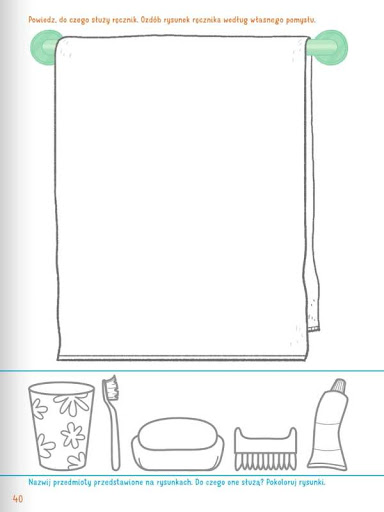 Powiedz, do czego służy ręcznik. Ozdób rysunek ręcznika według własnego pomysłu.
Nazwij przedmioty przedstawione na rysunkach. Do czego one służą? Pokoloruj rysunki.
40